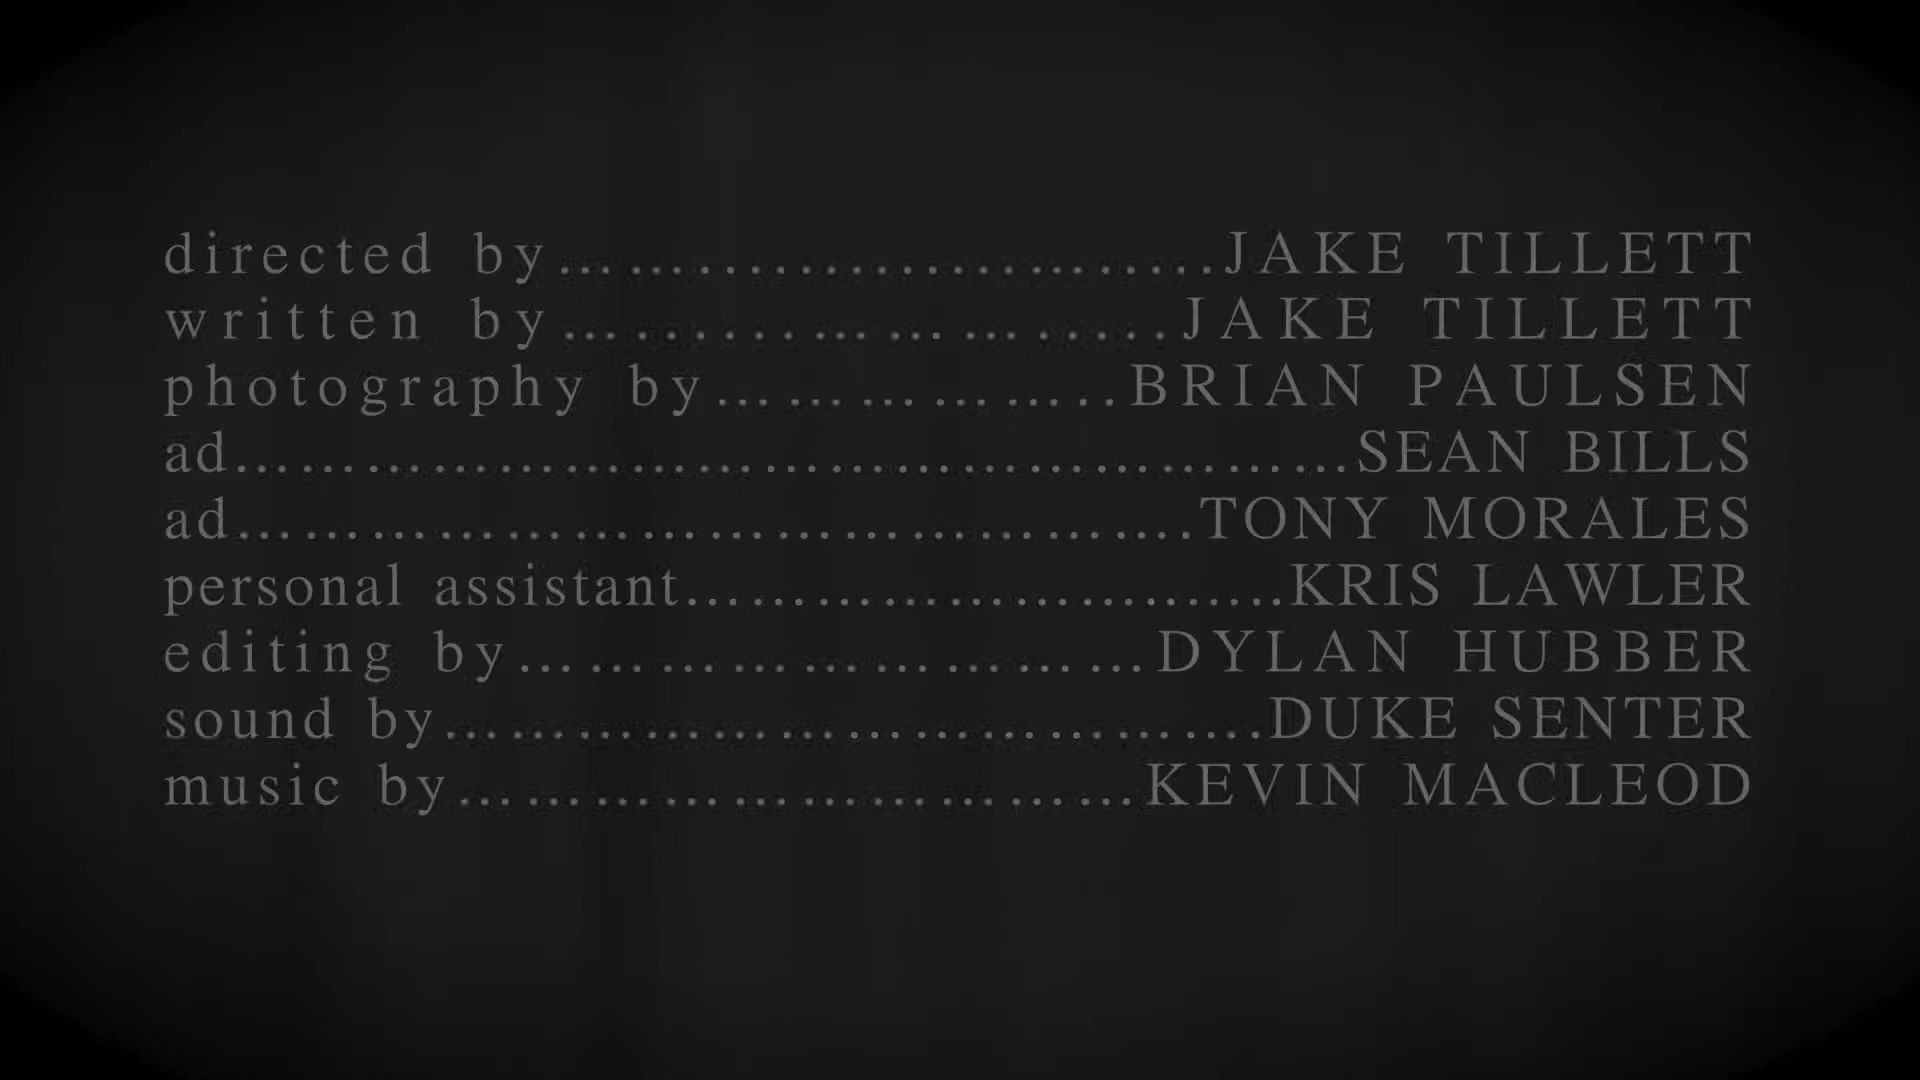 directed by.............................JAKE TILLETT
written by...........................JAKE TILLETT
photography by.................BRIAN PAULSEN
ad...................................................SEAN BILLS
ad...........................................TONY MORALES
personal assistant...........................KRIS LAWLER
editing by...........................DYLAN HUBBER
sound by.....................................DUKE SENTER
music by..............................KEVIN MACLEOD